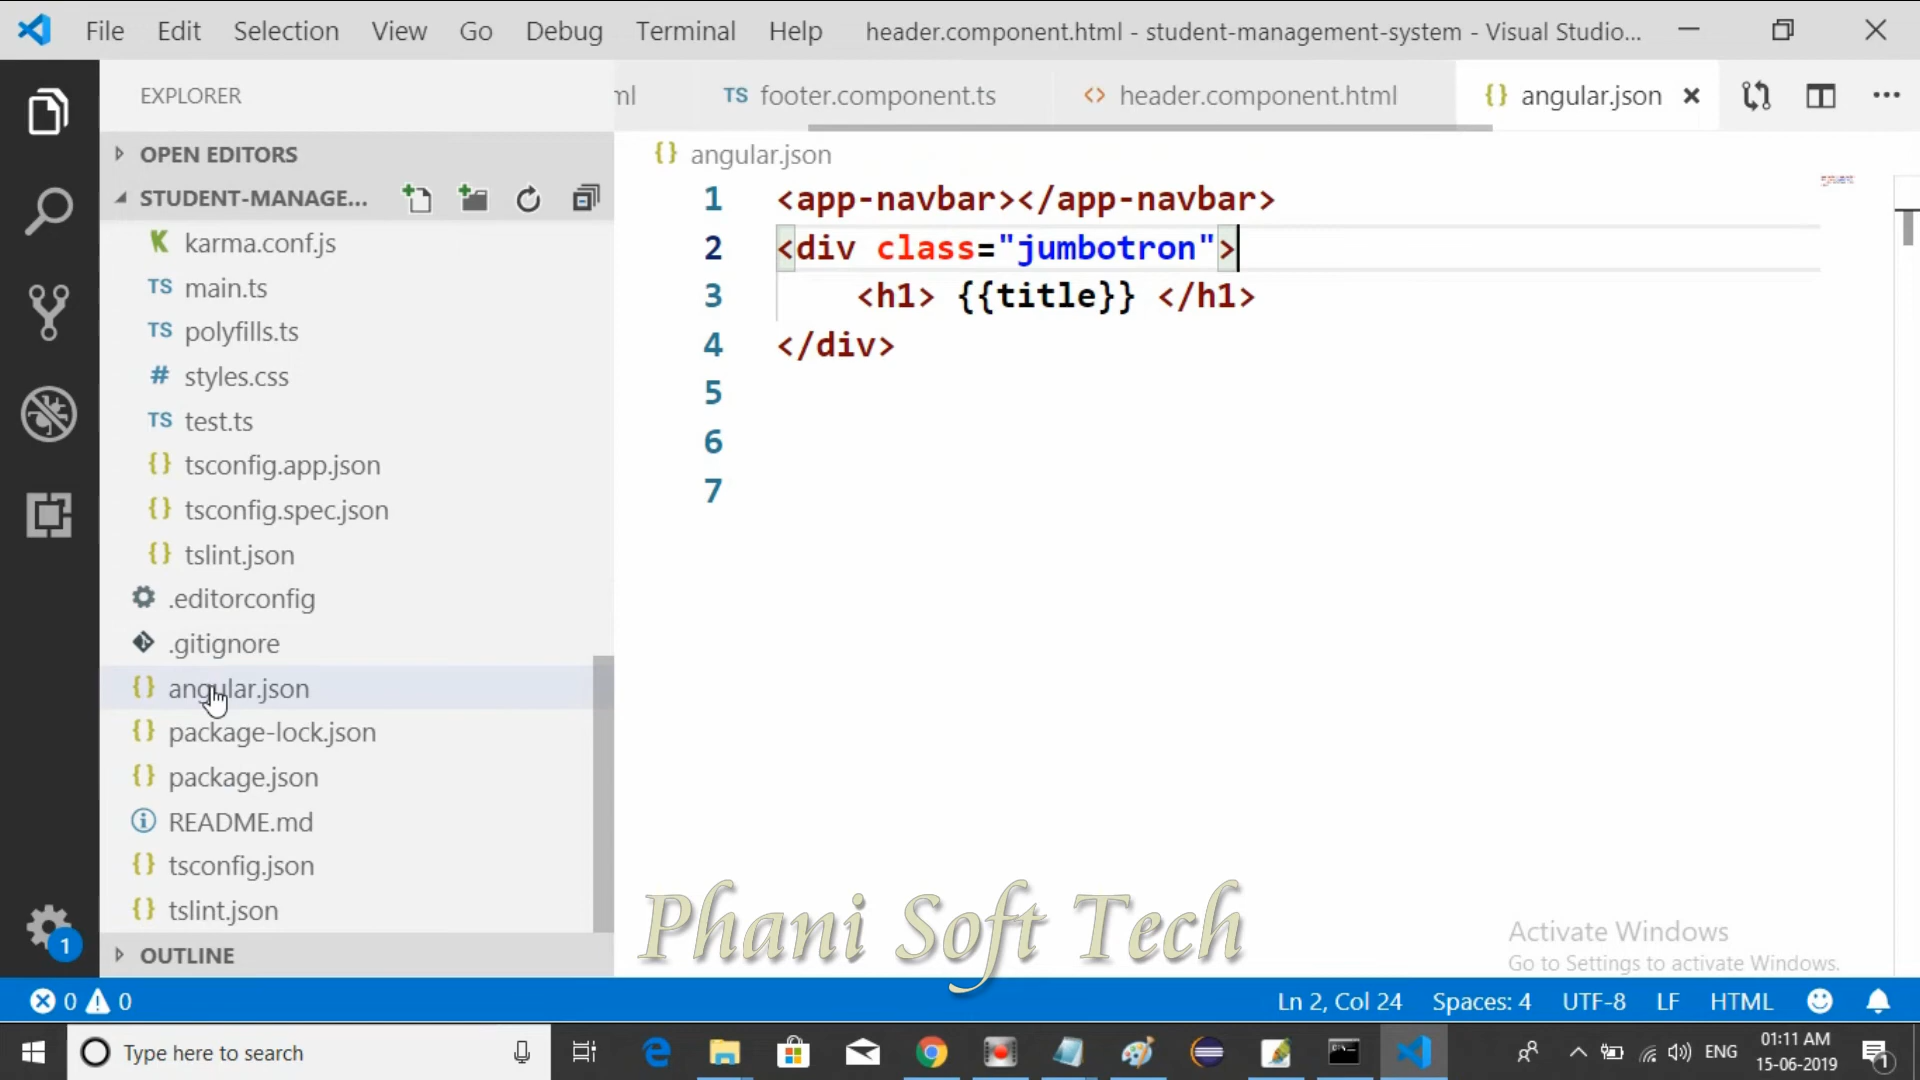 File Edit Selection View Go Debug Terminal Help header.component.html - student-management-system - Visual Studio...
EXPLORER
ml TS footer.component.ts <> header.component.html {} angular.json
OPEN EDITORS
{} angular.json
STUDENT-MANAGE...
karma.conf.js
TS main.ts
TS polyfills.ts
# styles.css
TS test.ts
{} tsconfig.app.json
{} tsconfig.spec.json
{} tslint.json
.editorconfig
.gitignore
{} angular.json
{} package-lock.json
{} package.json
README.md
{} tsconfig.json
{} tslint.json
OUTLINE
1 <app-navbar></app-navbar>
2 <div class="jumbotron">
3 <h1> {{title}} </h1>
4 </div>
5
6
7
Phani Soft Tech
Activate Windows
Go to Settings to activate Windows.
1
0 0 Ln 2, Col 24 Spaces: 4 UTF-8 LF HTML
Type here to search ENG 01:11 AM
15-06-2019
1